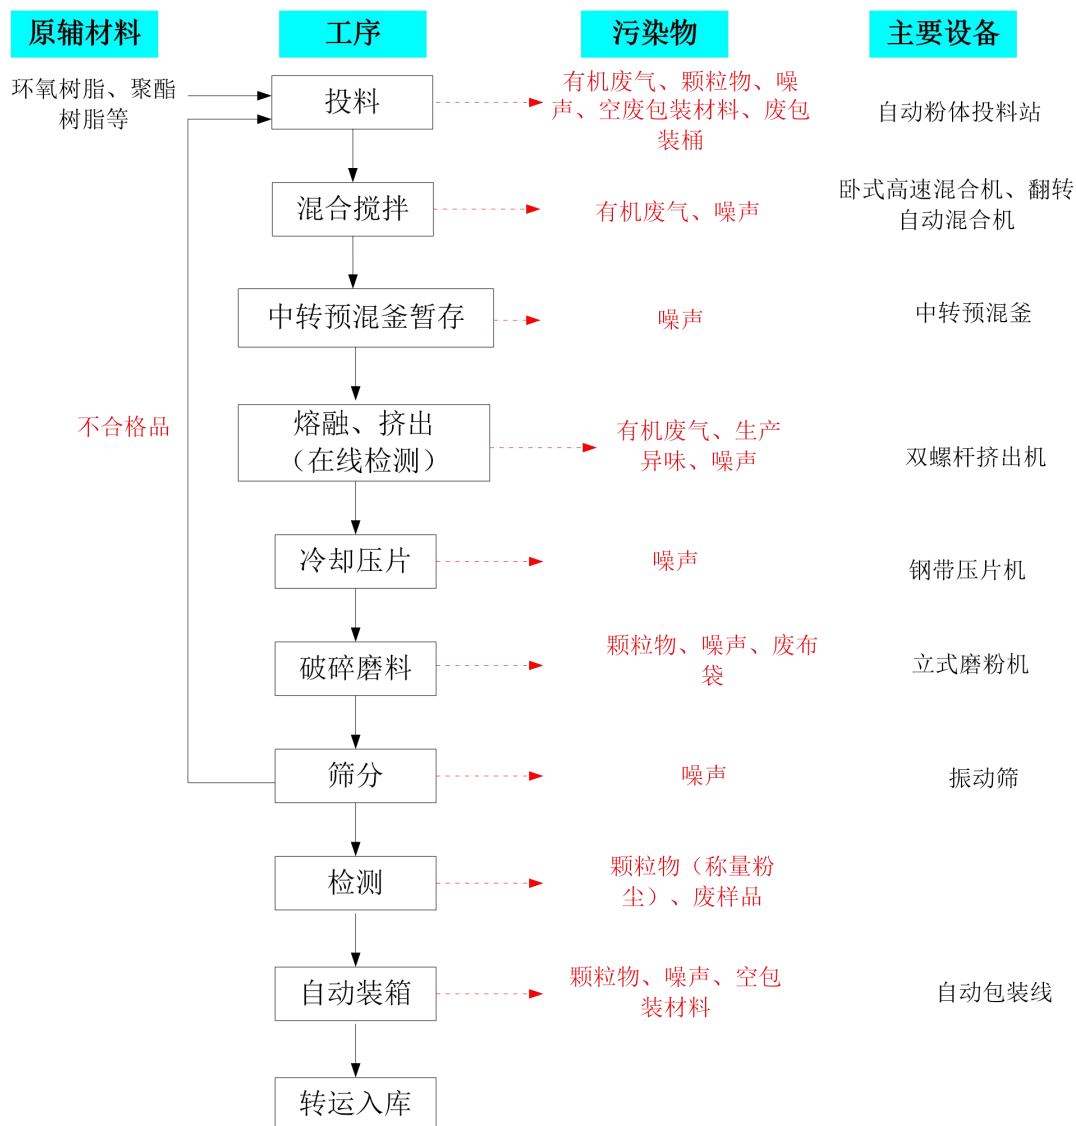 原辅材料
工序
污染物
主要设备
环氧树脂、聚酯
树脂等
投料
有机废气、颗粒物、噪
声、空废包装材料、废包
装桶
自动粉体投料站
混合搅拌
有机废气、噪声
卧式高速混合机、翻转
自动混合机
中转预混釜暂存
噪声
中转预混釜
不合格品
熔融、挤出
（在线检测）
有机废气、生产
异味、噪声
双螺杆挤出机
冷却压片
噪声
钢带压片机
破碎磨料
颗粒物、噪声、废布
袋
立式磨粉机
筛分
噪声
振动筛
检测
颗粒物（称量粉
尘）、废样品
自动装箱
颗粒物、噪声、空包
装材料
自动包装线
转运入库